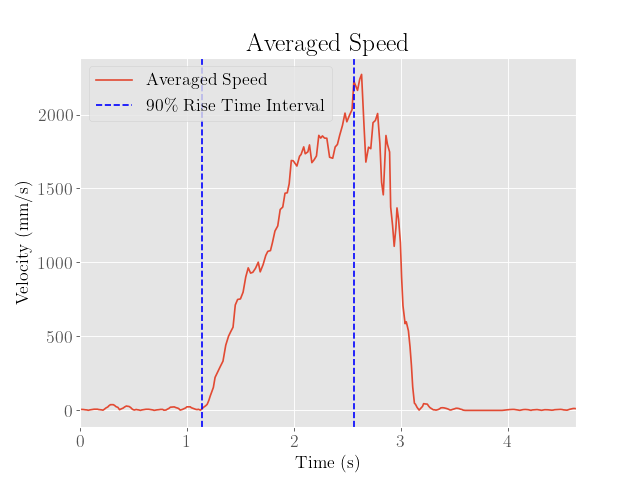 Averaged Speed
Averaged Speed
90% Rise Time Interval
2000
1500
1000
500
0
Velocity (mm/s)
0 1 2 3 4
Time (s)